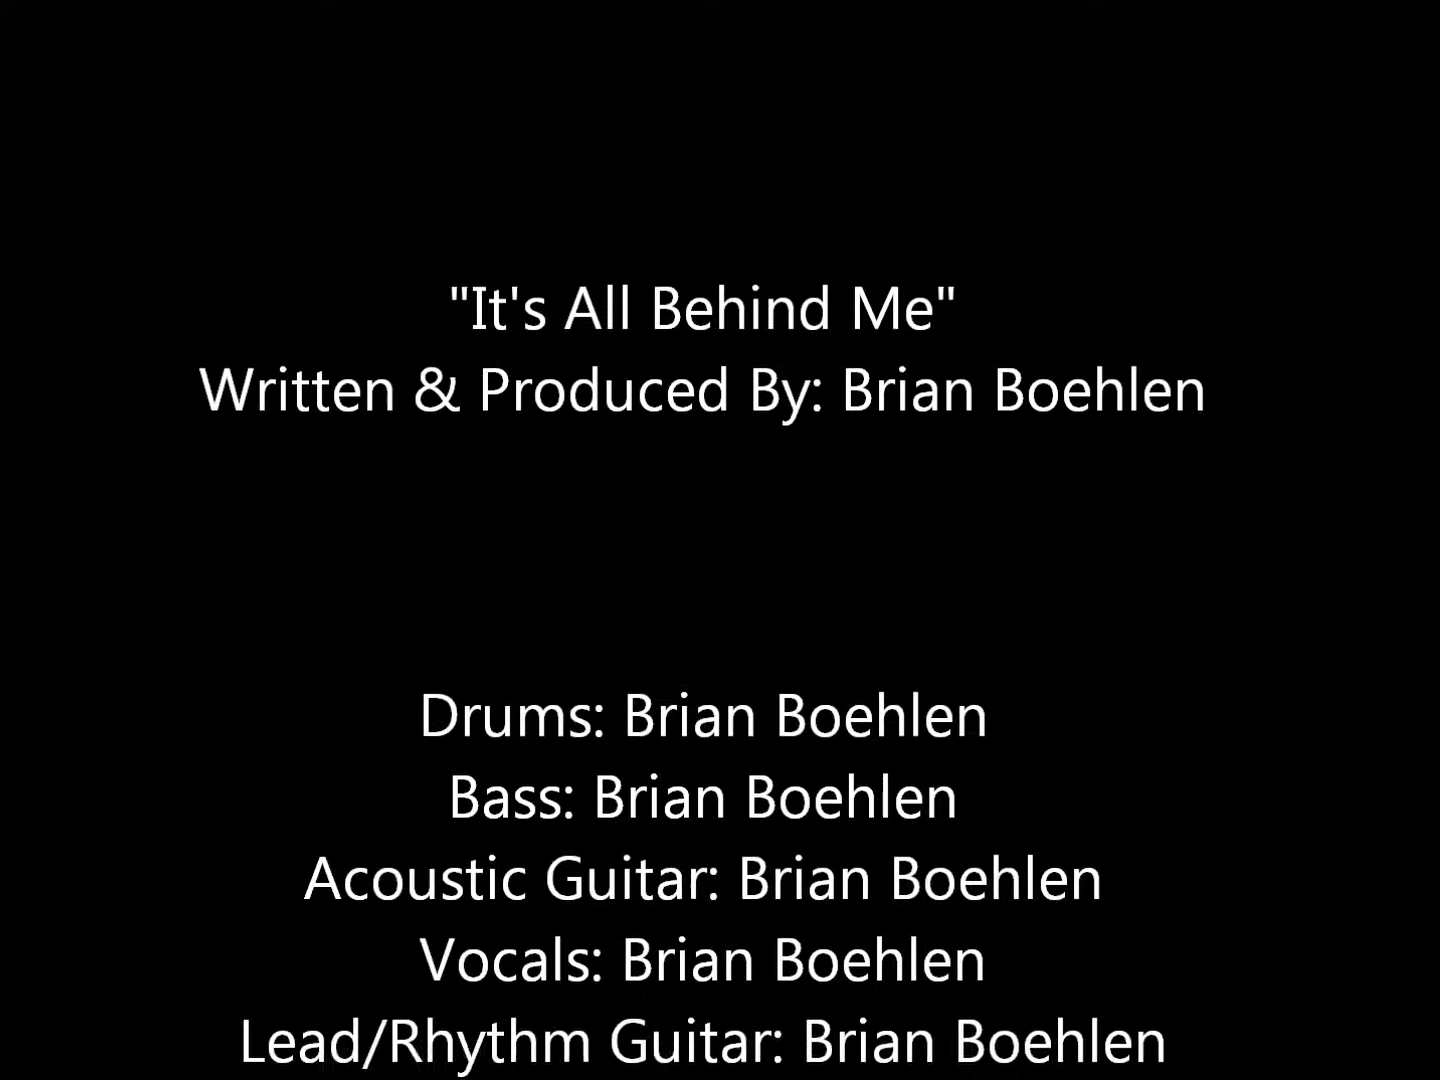 "It's All Behind Me"
Written & Produced By: Brian Boehlen
Drums: Brian Boehlen
Bass: Brian Boehlen
Acoustic Guitar: Brian Boehlen
Vocals: Brian Boehlen
Lead/Rhythm Guitar: Brian Boehlen